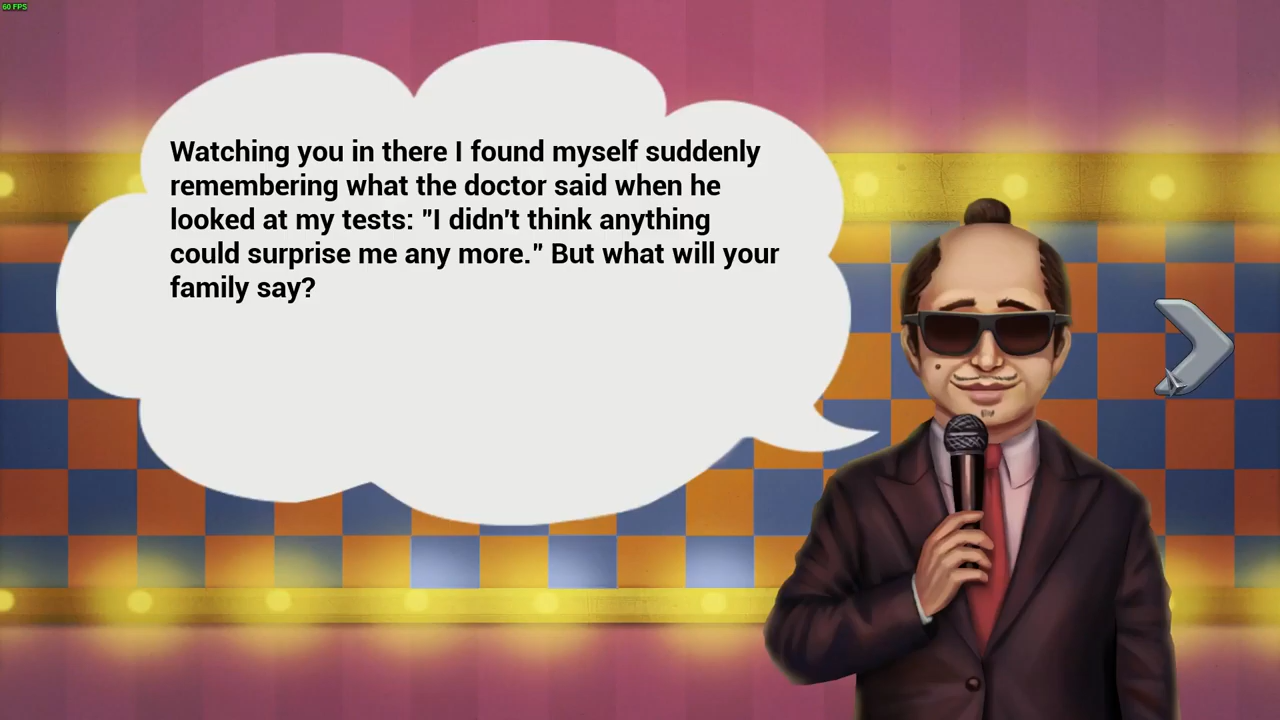 60 FPS
Watching you in there I found myself suddenly
remembering what the doctor said when he
looked at my tests: "I didn't think anything
could surprise me any more." But what will your
family say?